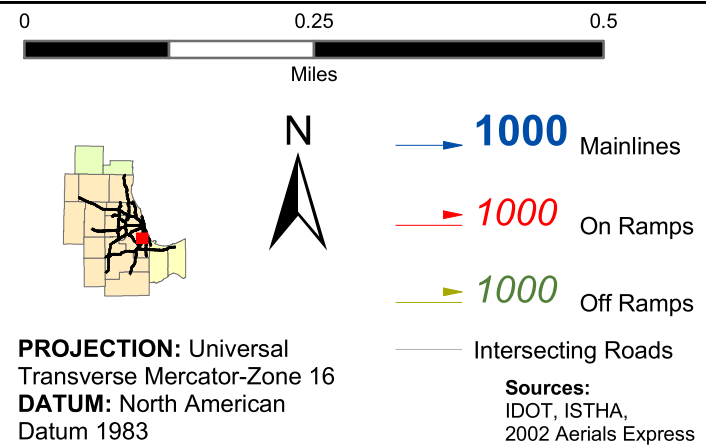 0 0.25 0.5
Miles
N
1000 Mainlines
1000 On Ramps
1000 Off Ramps
Intersecting Roads
PROJECTION: Universal
Transverse Mercator-Zone 16
DATUM: North American
Datum 1983
Sources:
IDOT, ISTHA,
2002 Aerials Express